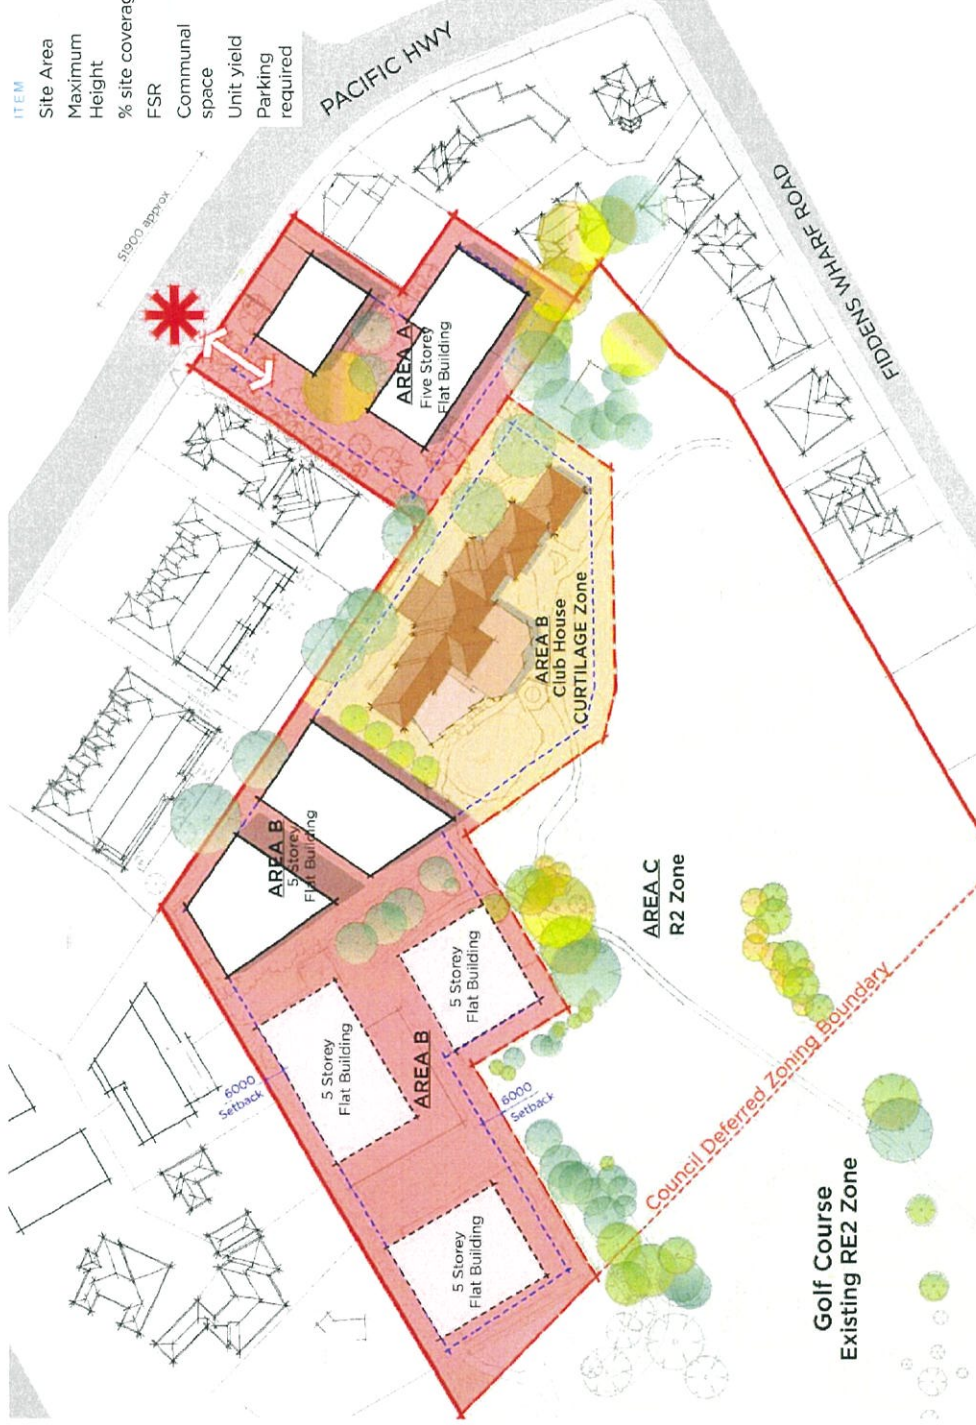 ITEM
Site Area
Maximum
Height
% site coverag
FSR
Communal
space
Unit yield
Parking
required
PACIFIC HWY
51900 approx
FIDDENS WHARF ROAD
AREA A
Five Storey
Flat Building
AREA B
Club House
CURTILAGE Zone
AREA B
5 Storey
Flat Building
AREA C
R2 Zone
5 Storey
Flat Building
5 Storey
Flat Building
AREA B
6000
Setback
6000
Setback
5 Storey
Flat Building
Council Deferred Zoning Boundary
Golf Course
Existing RE2 Zone